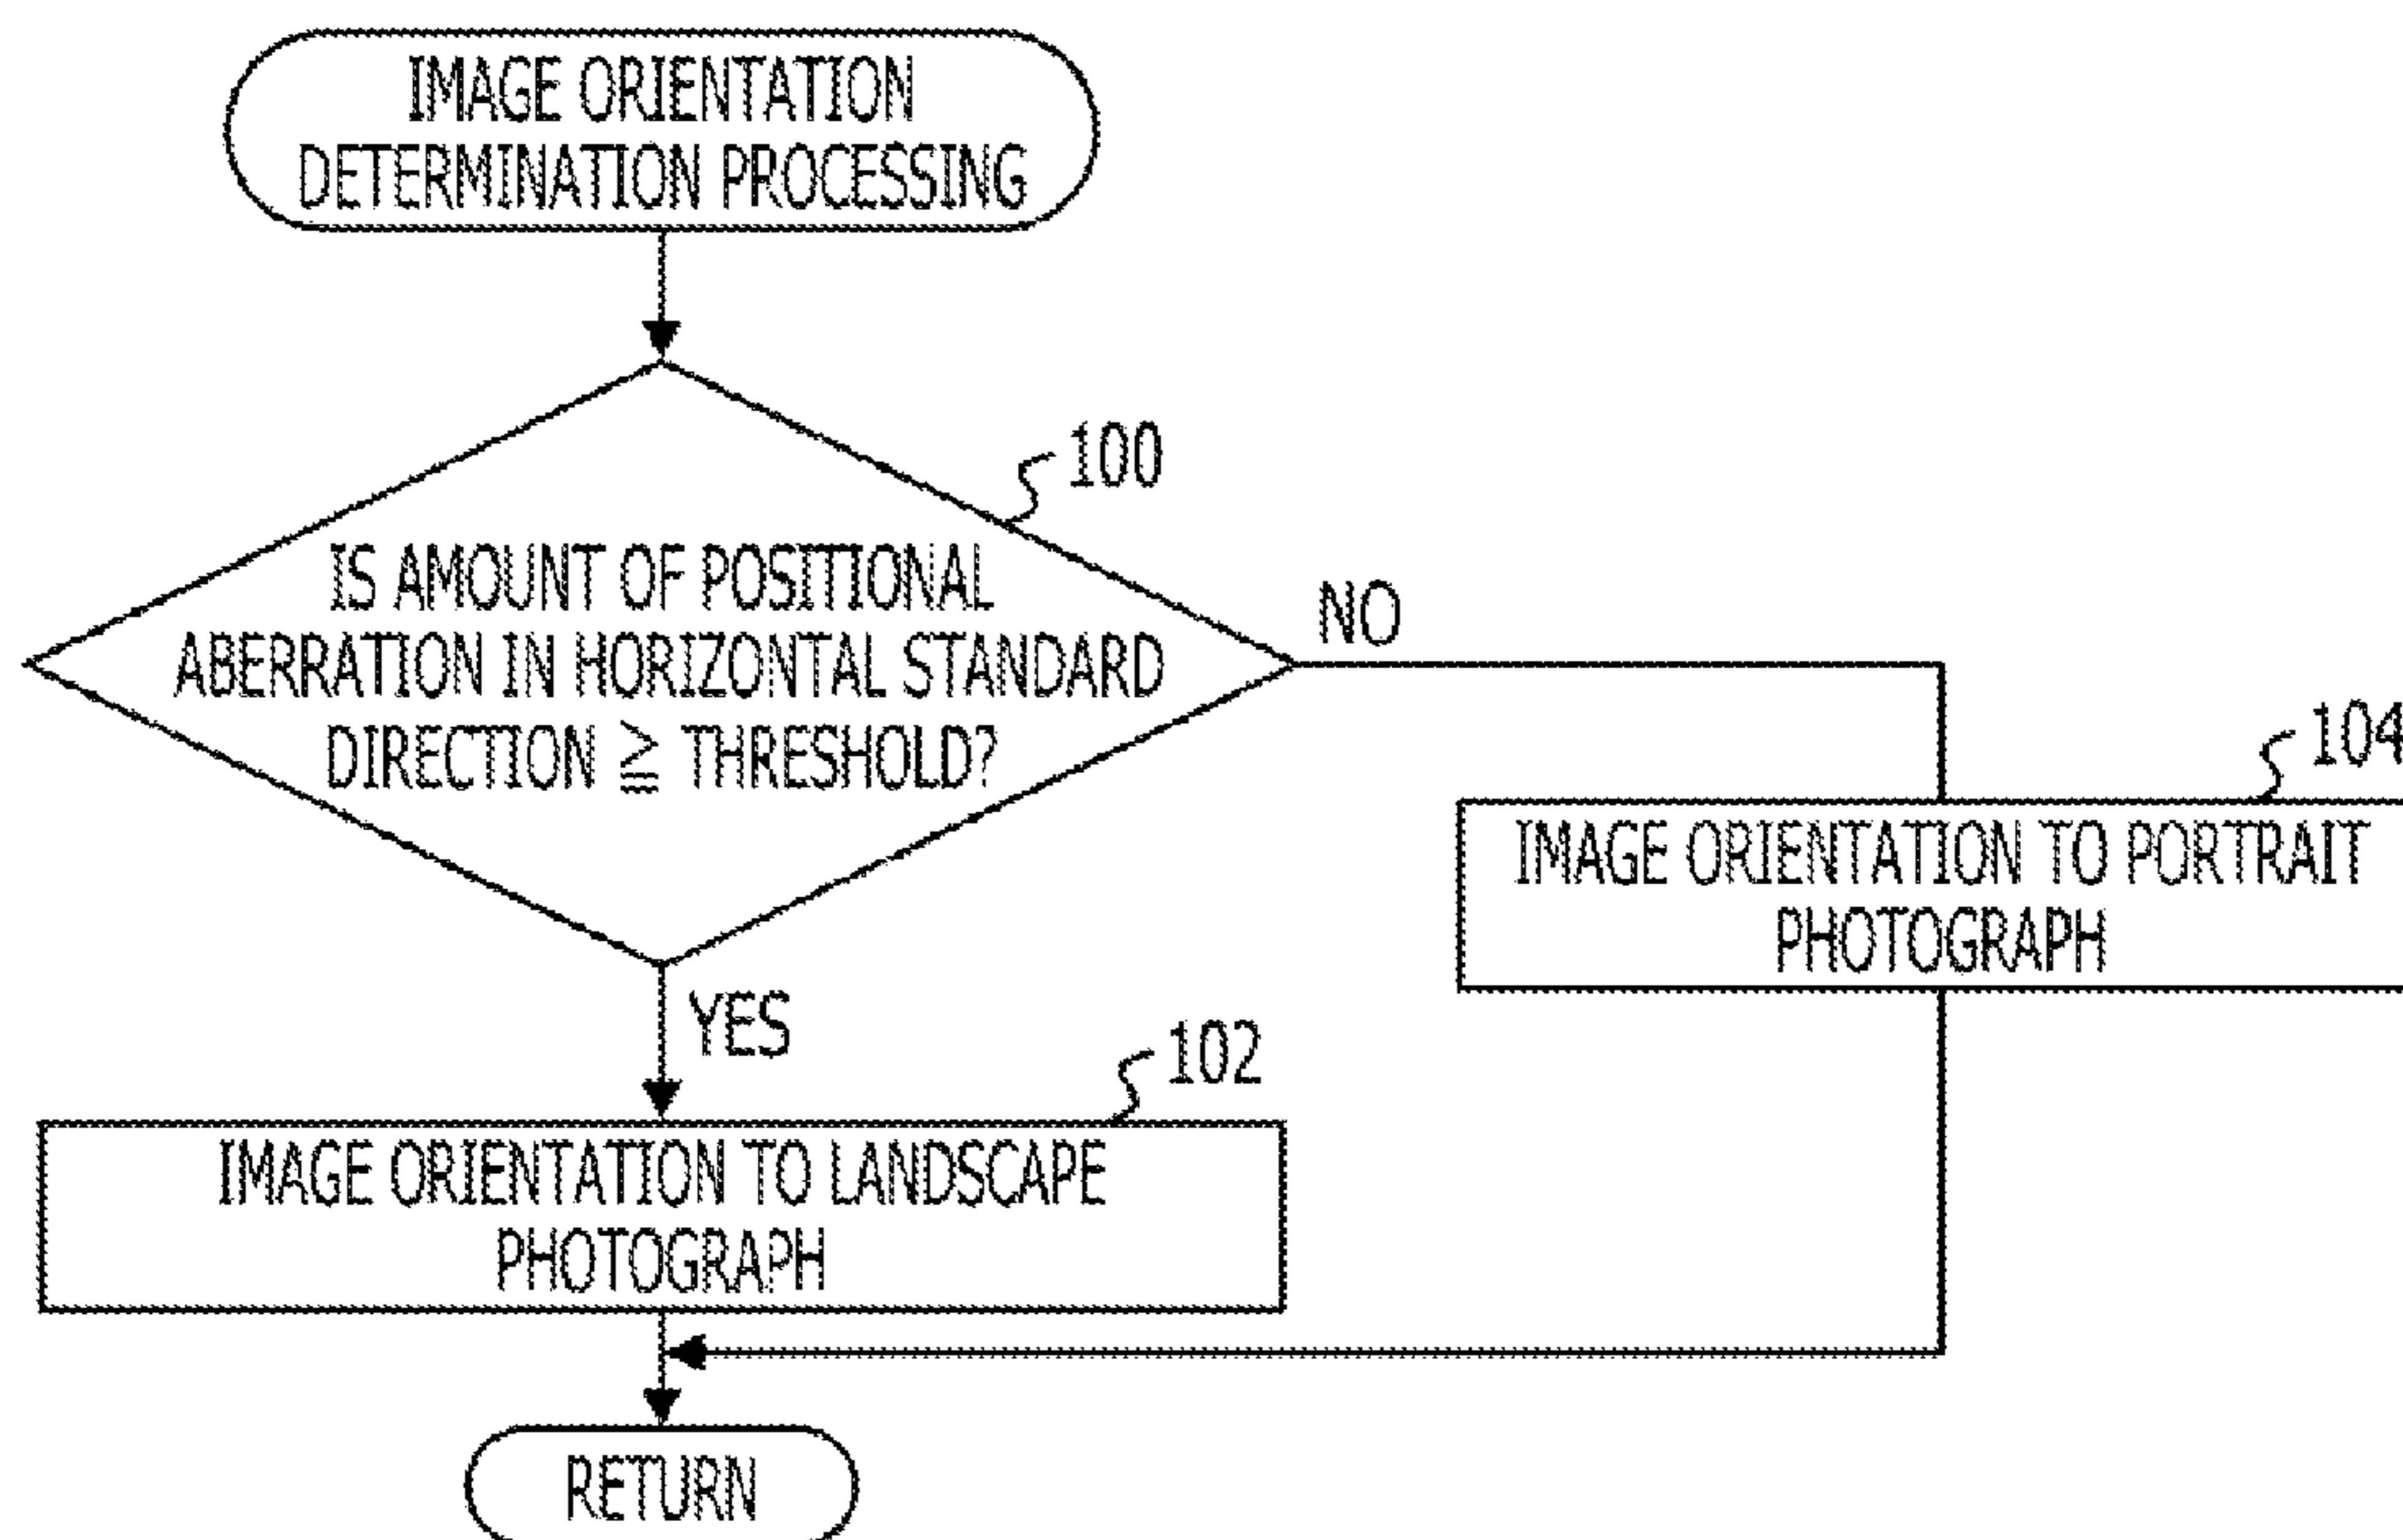 IMAGE ORIENTATION
DETERMINATION PROCESSING
100
IS AMOUNT OF POSITIONAL
ABERRATION IN HORIZONTAL STANDARD
DIRECTION ≧ THRESHOLD?
NO
104
IMAGE ORIENTATION TO PORTRAIT
PHOTOGRAPH
YES
102
IMAGE ORIENTATION TO LANDSCAPE
PHOTOGRAPH
RETURN